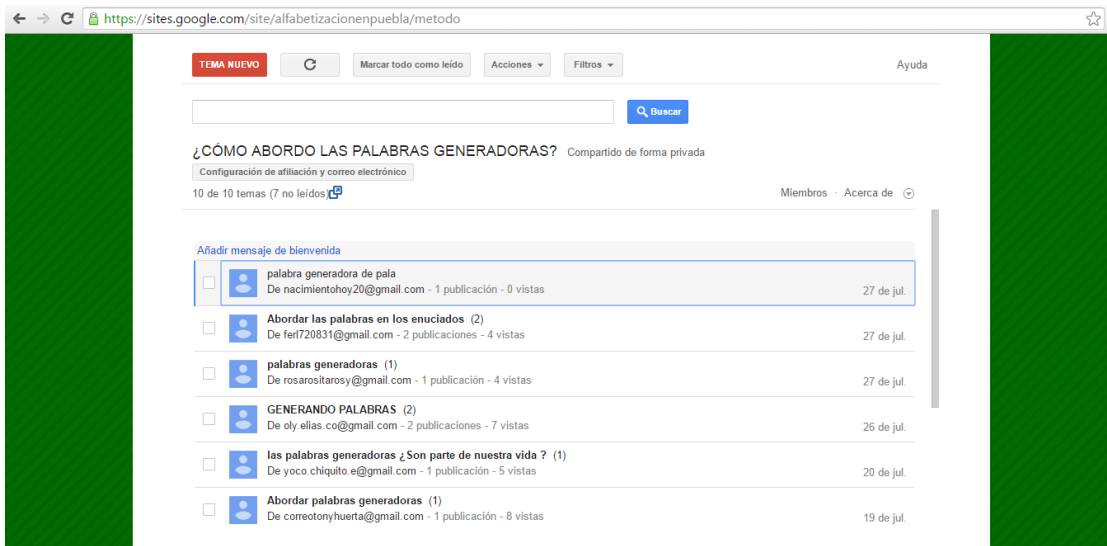 https://sites.google.com/site/alfabetizacionenpuebla/metodo
TEMA NUEVO Marcar todo como leído Acciones Filtros Ayuda
Buscar
¿CÓMO ABORDO LAS PALABRAS GENERADORAS? Compartido de forma privada
Configuración de afiliación y correo electrónico
10 de 10 temas (7 no leídos) Miembros · Acerca de
Añadir mensaje de bienvenida
palabra generadora de pala
De nacimientohoy20@gmail.com - 1 publicación - 0 vistas 27 de jul.
Abordar las palabras en los enuciados (2)
De ferl720831@gmail.com - 2 publicaciones - 4 vistas 27 de jul.
palabras generadoras (1)
De rosarositarosy@gmail.com - 1 publicación - 4 vistas 27 de jul.
GENERANDO PALABRAS (2)
De oly.elias.co@gmail.com - 2 publicaciones - 7 vistas 26 de jul.
las palabras generadoras ¿Son parte de nuestra vida ? (1)
De yoco.chiquito.e@gmail.com - 1 publicación - 5 vistas 20 de jul.
Abordar palabras generadoras (1)
De correotonyhuerta@gmail.com - 1 publicación - 8 vistas 19 de jul.